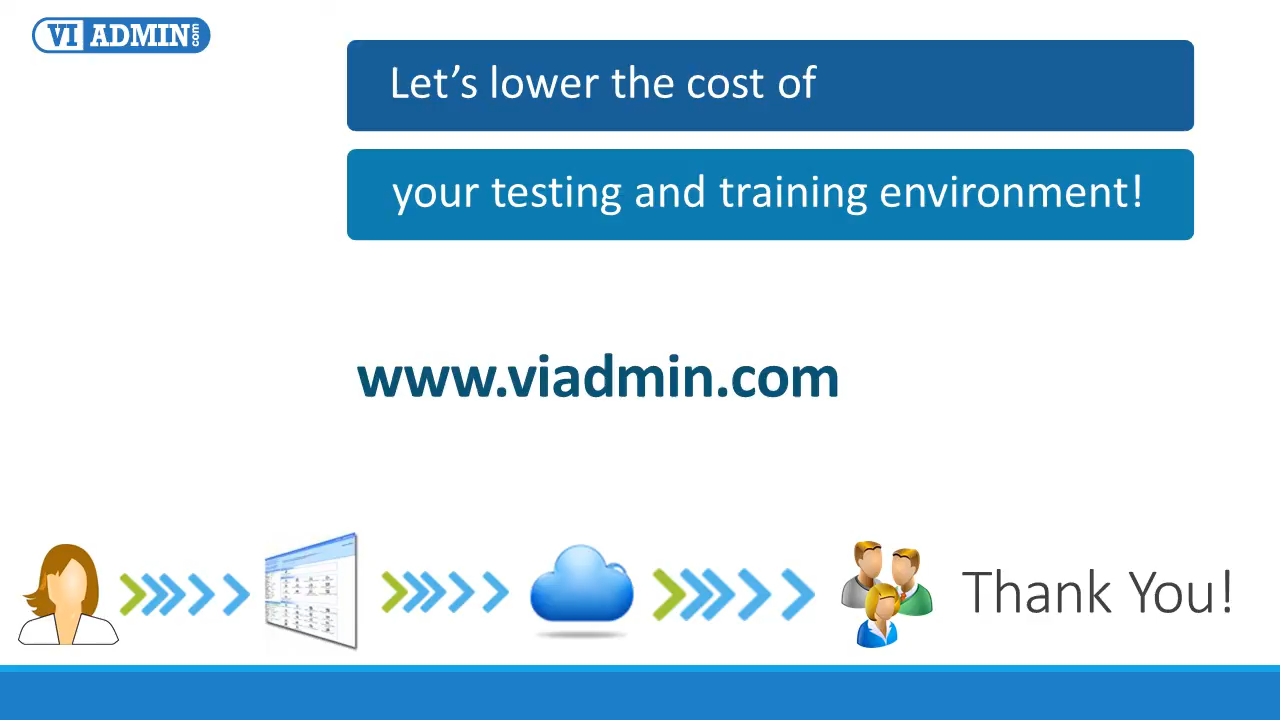 VI ADMIN.com
Let's lower the cost of
your testing and training environment!
www.viadmin.com
Thank You!